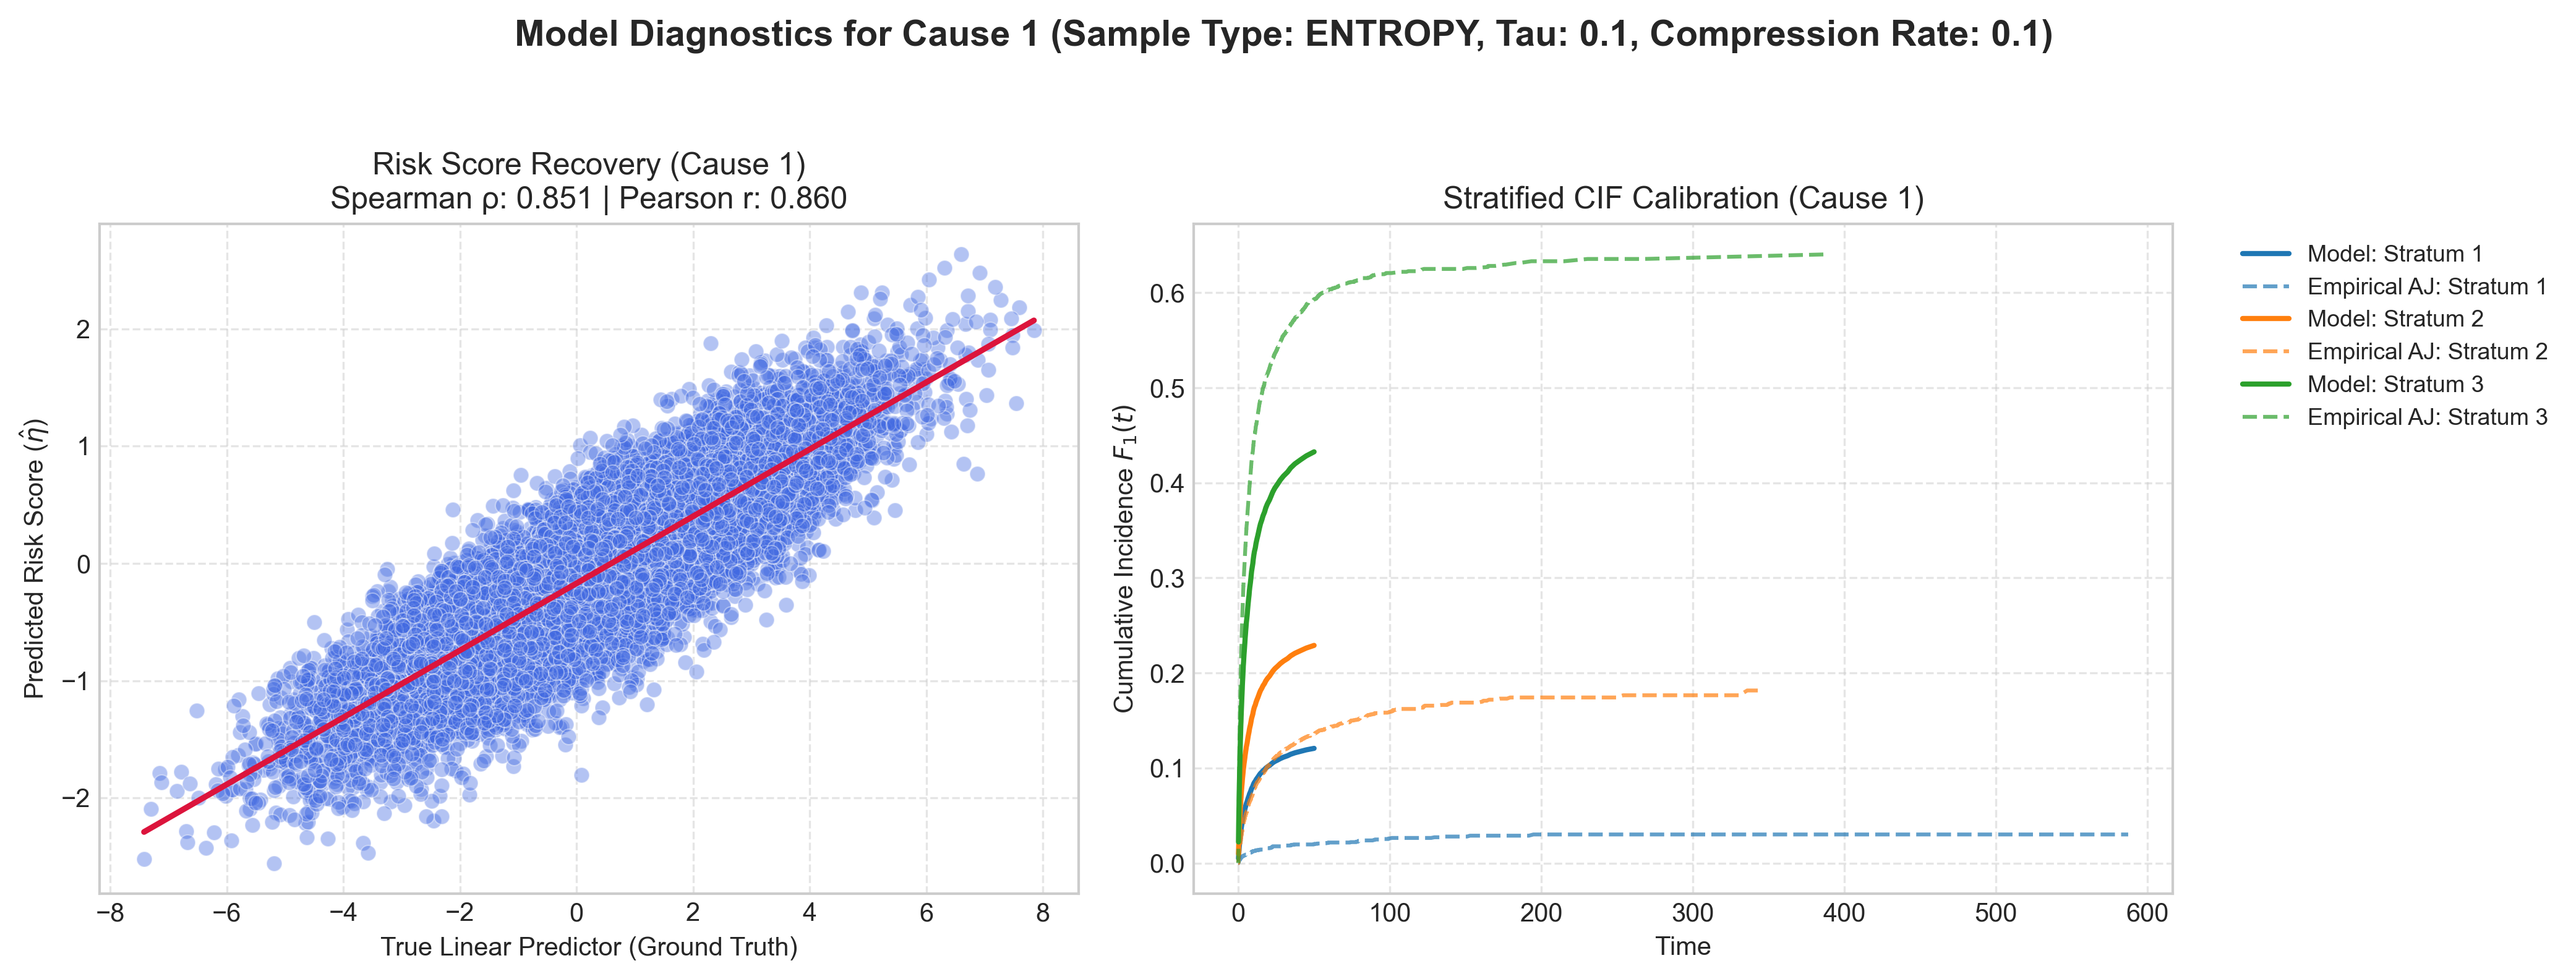 Model Diagnostics for Cause 1 (Sample Type: ENTROPY, Tau: 0.1, Compression Rate: 0.1)
Risk Score Recovery (Cause 1)
Spearman ρ: 0.851 | Pearson r: 0.860
Predicted Risk Score (η̂)
2
1
0
−1
−2
−8
−6
−4
−2
0
2
4
6
8
True Linear Predictor (Ground Truth)
Stratified CIF Calibration (Cause 1)
Cumulative Incidence F₁(t)
0.6
0.5
0.4
0.3
0.2
0.1
0.0
0
100
200
300
400
500
600
Time
Model: Stratum 1
Empirical AJ: Stratum 1
Model: Stratum 2
Empirical AJ: Stratum 2
Model: Stratum 3
Empirical AJ: Stratum 3